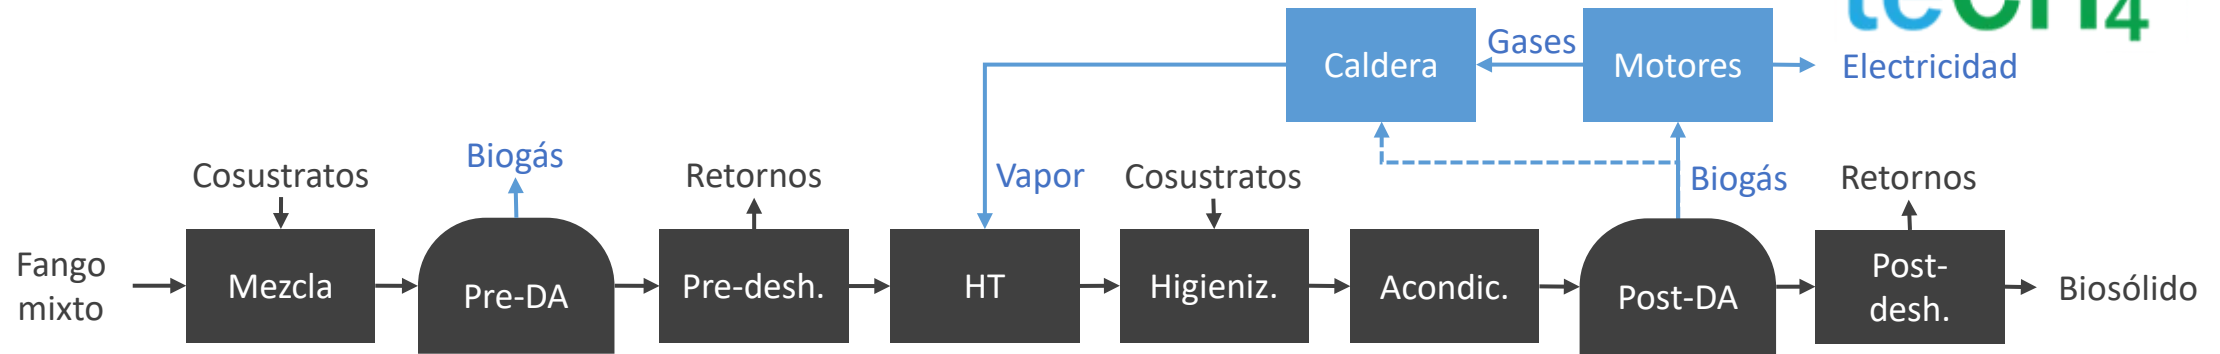 tech4
Caldera
Gases
Motores
Electricidad
Cosustratos
Biogás
Retornos
Vapor
Cosustratos
Biogás
Retornos
Fango
mixto
Mezcla
Pre-DA
Pre-desh.
HT
Higieniz.
Acondic.
Post-DA
Post-
desh.
Biosólido